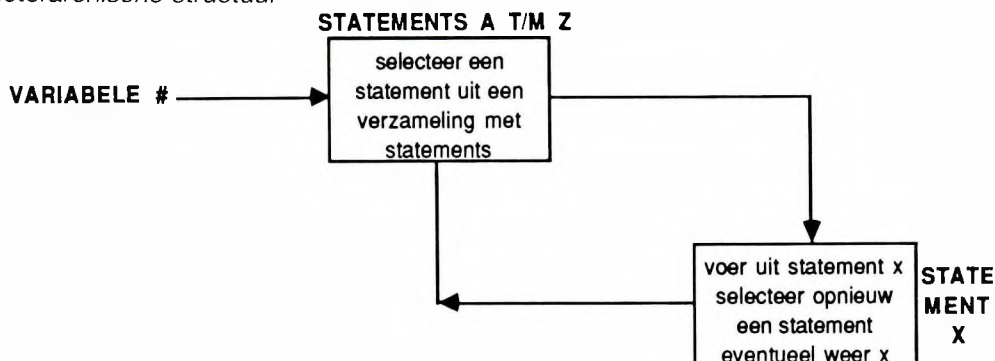 structuur
STATEMENTS A T/M Z
selecteer een
statement uit een
verzameling met
statements
VARIABELE #
voer uit statement x
selecteer opnieuw
een statement
eventueel weer x
STATE
MENT
X